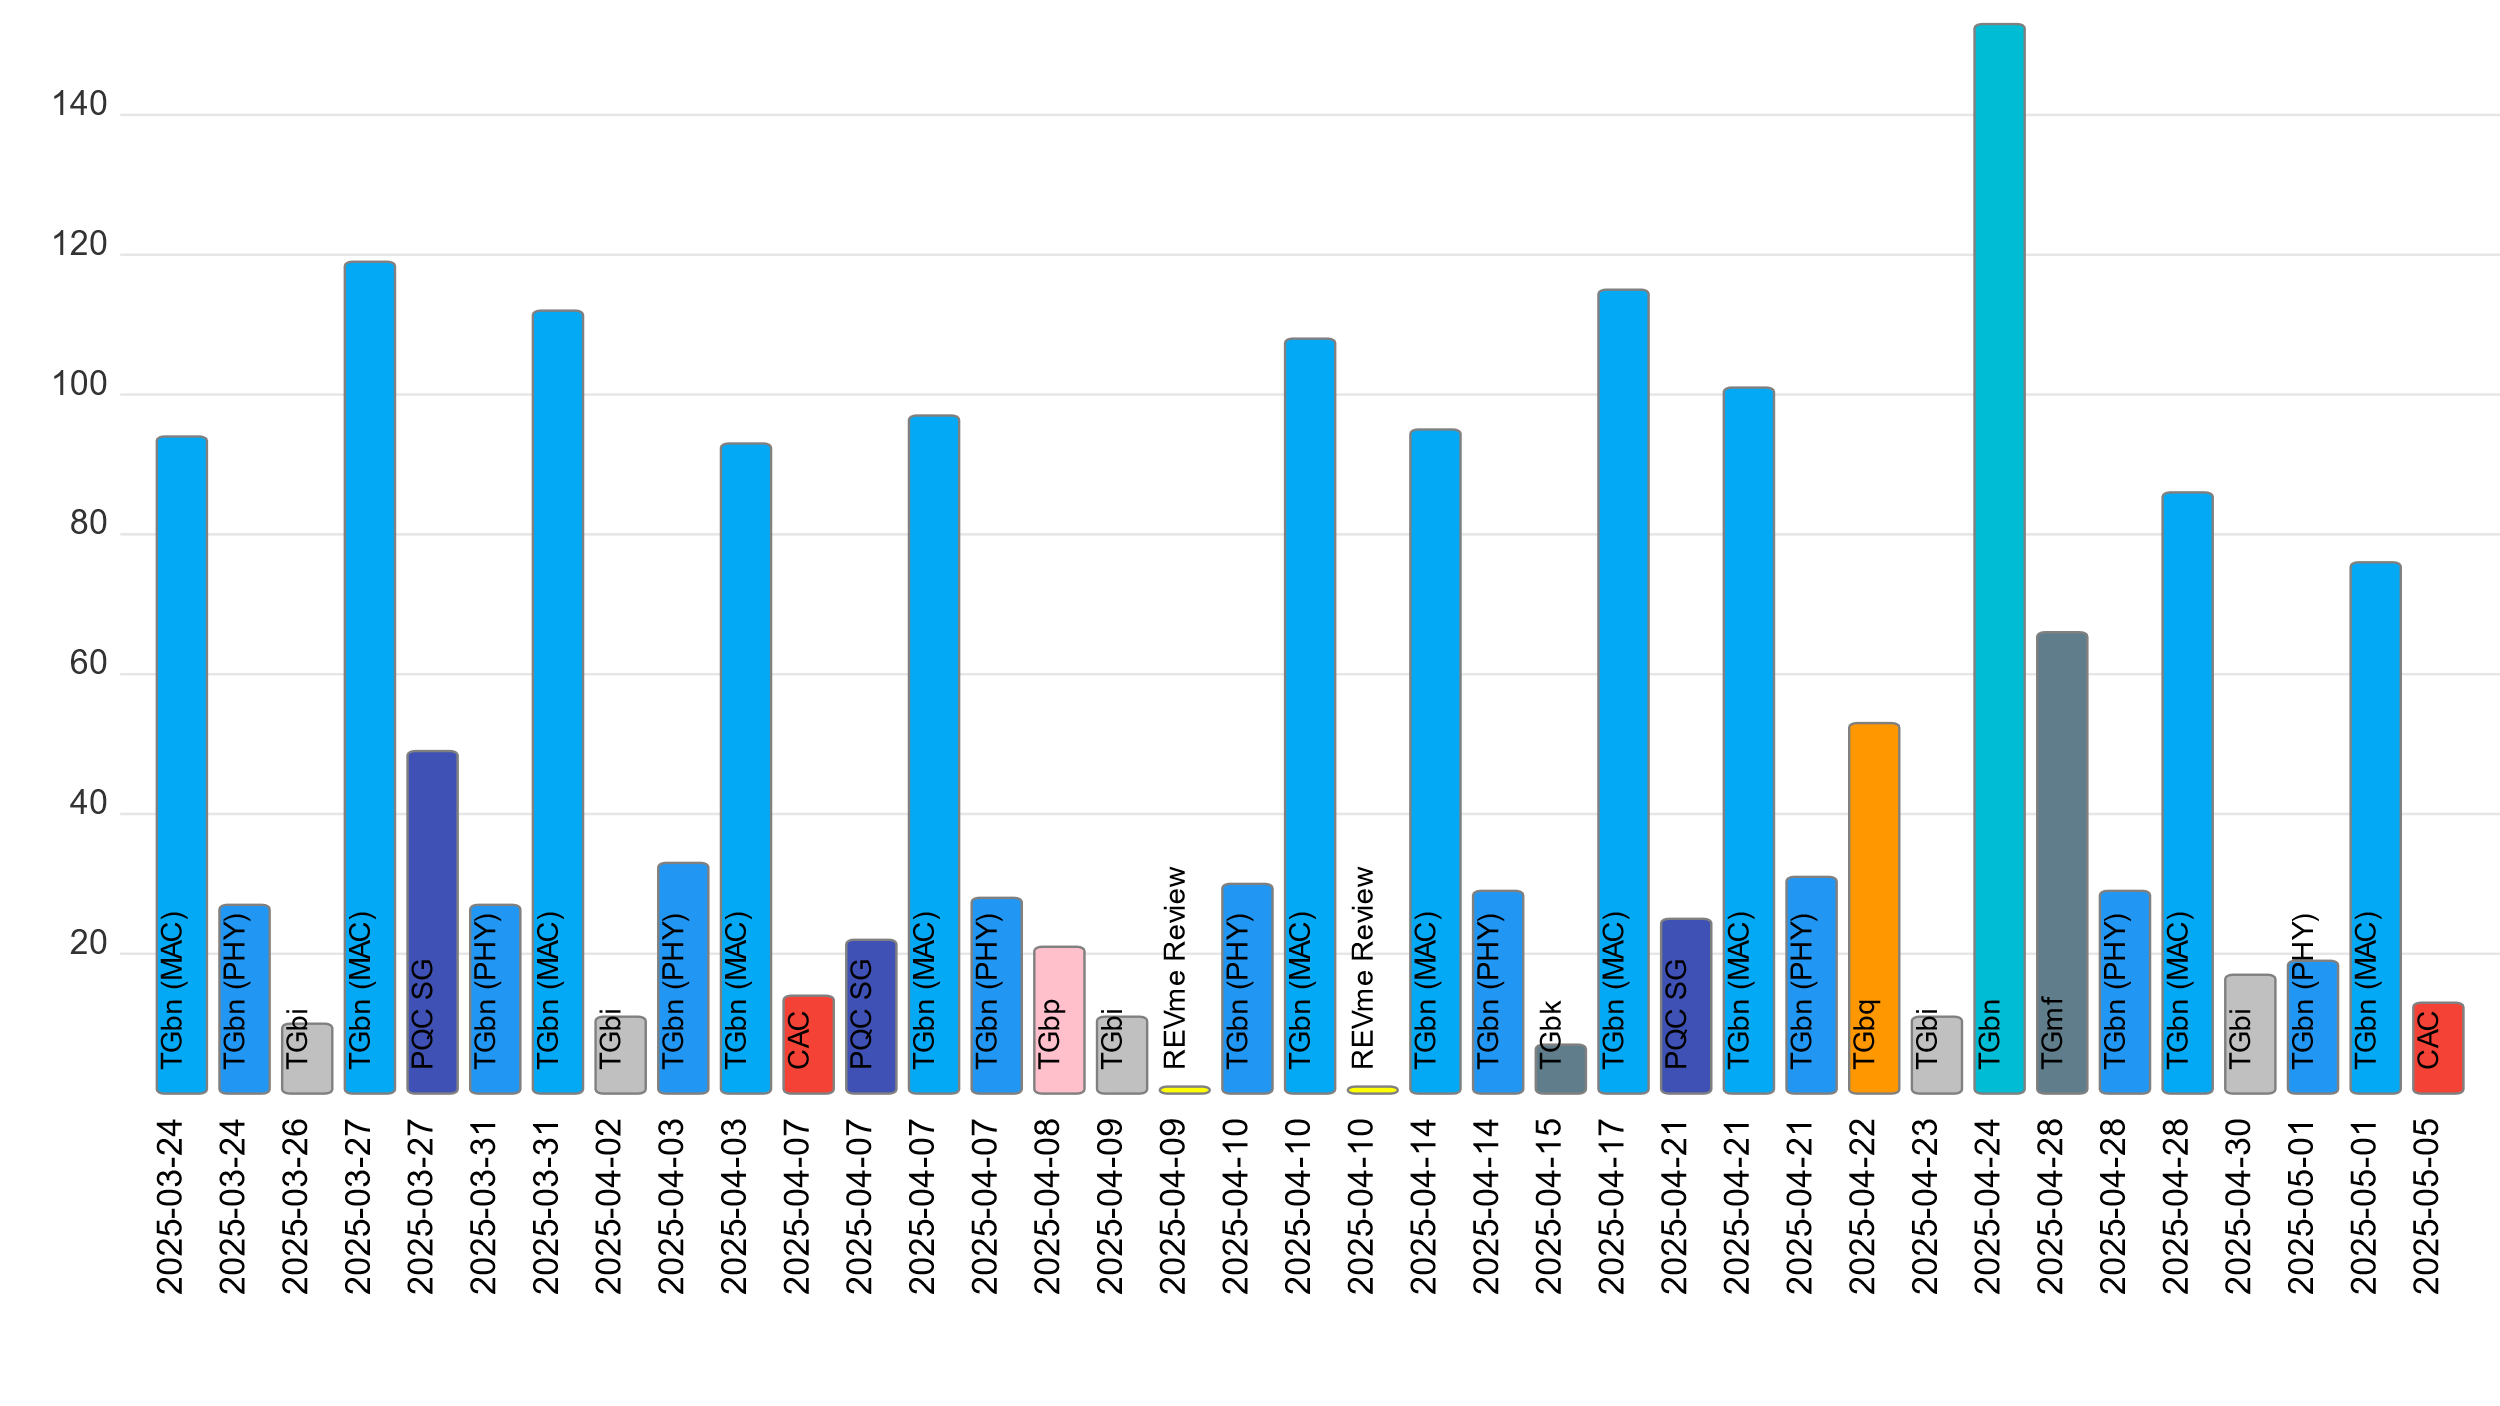 140
120
100
80
60
40
20
TGbn (MAC)
TGbn (PHY)
TGbi
TGbn (MAC)
PQC SG
TGbn (PHY)
TGbn (MAC)
TGbi
TGbn (PHY)
TGbn (MAC)
CAC
PQC SG
TGbn (MAC)
TGbn (PHY)
TGbp
TGbi
REVme Review
TGbn (PHY)
TGbn (MAC)
REVme Review
TGbn (MAC)
TGbn (PHY)
TGbk
TGbn (MAC)
PQC SG
TGbn (MAC)
TGbn (PHY)
TGbq
TGbi
TGbn
TGmf
TGbn (PHY)
TGbn (MAC)
TGbi
TGbn (PHY)
TGbn (MAC)
CAC
2025-03-24
2025-03-24
2025-03-26
2025-03-27
2025-03-27
2025-03-31
2025-03-31
2025-04-02
2025-04-03
2025-04-03
2025-04-07
2025-04-07
2025-04-07
2025-04-07
2025-04-08
2025-04-09
2025-04-09
2025-04-10
2025-04-10
2025-04-10
2025-04-14
2025-04-14
2025-04-15
2025-04-17
2025-04-21
2025-04-21
2025-04-21
2025-04-22
2025-04-23
2025-04-24
2025-04-28
2025-04-28
2025-04-28
2025-04-30
2025-05-01
2025-05-01
2025-05-05